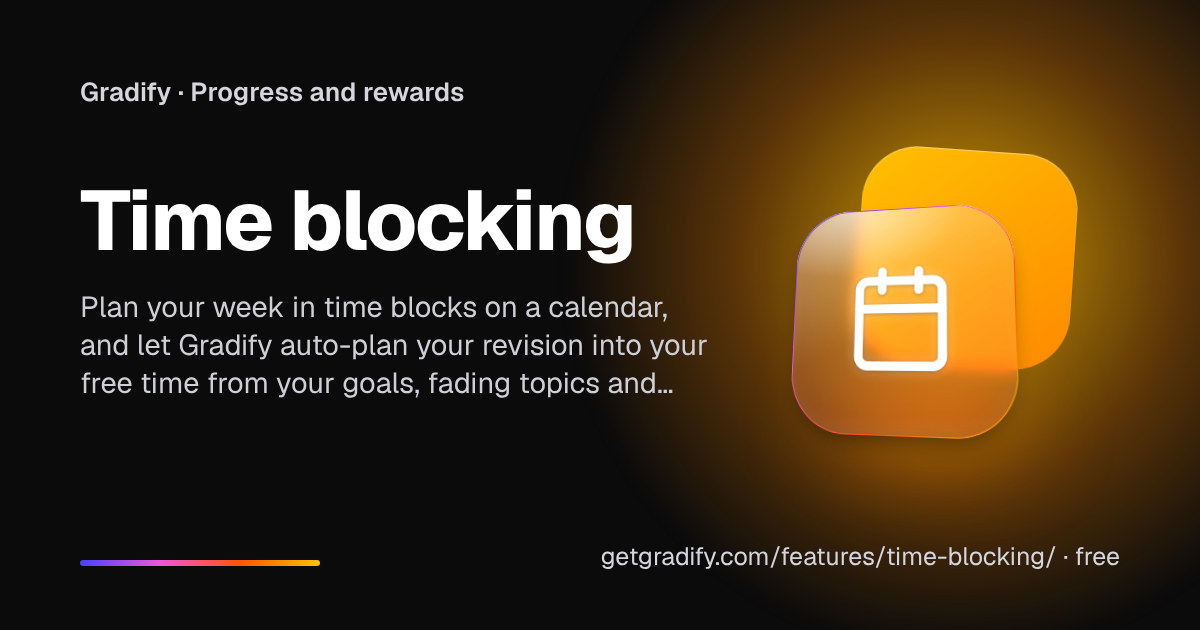 Gradify · Progress and rewards
Time blocking
Plan your week in time blocks on a calendar,
and let Gradify auto-plan your revision into your
free time from your goals, fading topics and…
getgradify.com/features/time-blocking/ · free